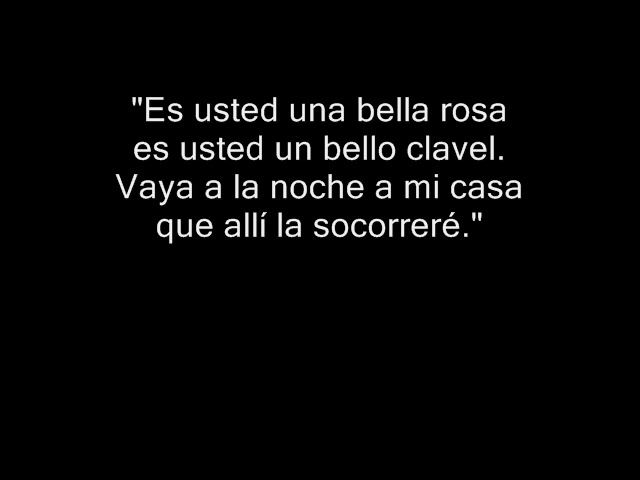 "Es usted una bella rosa
es usted un bello clavel.
Vaya a la noche a mi casa
que allí la socorreré."